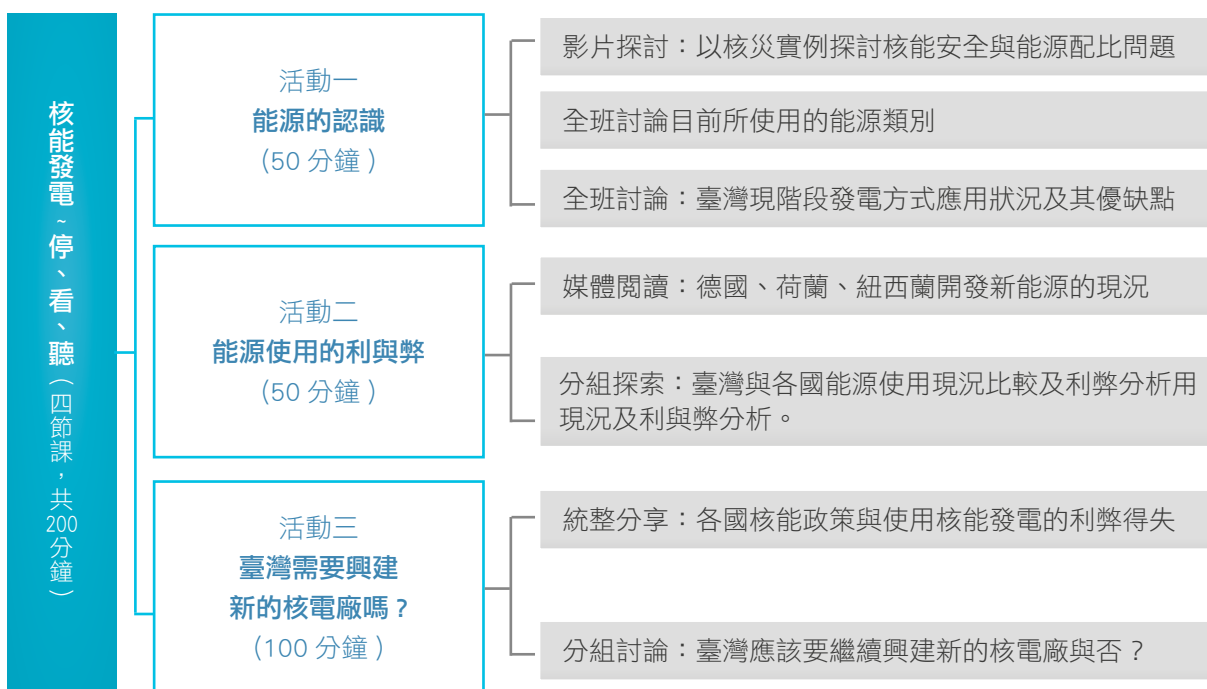 核能發電~停、看、聽（四節課，共200分鐘）
活動一
能源的認識
（50 分鐘）
影片探討：以核災實例探討核能安全與能源配比問題
全班討論目前所使用的能源類別
全班討論：臺灣現階段發電方式應用狀況及其優缺點
活動二
能源使用的利與弊
（50 分鐘）
媒體閱讀：德國、荷蘭、紐西蘭開發新能源的現況
分組探索：臺灣與各國能源使用現況比較及利弊分析用
現況及利與弊分析。
活動三
臺灣需要興建
新的核電廠嗎？
（100 分鐘）
統整分享：各國核能政策與使用核能發電的利弊得失
分組討論：臺灣應該要繼續興建新的核電廠與否？